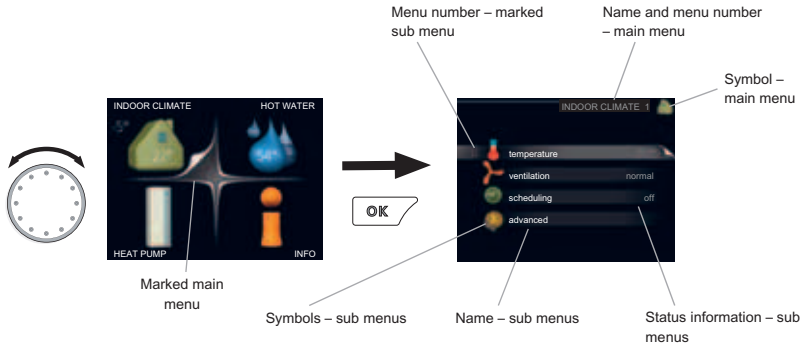 Menu number – marked
sub menu
Name and menu number
– main menu
Symbol –
main menu
INDOOR CLIMATE
HOT WATER
HEAT PUMP
INFO
OK
INDOOR CLIMATE 1
temperature
ventilation normal
scheduling off
advanced
Marked main
menu
Symbols – sub menus
Name – sub menus
Status information – sub
menus